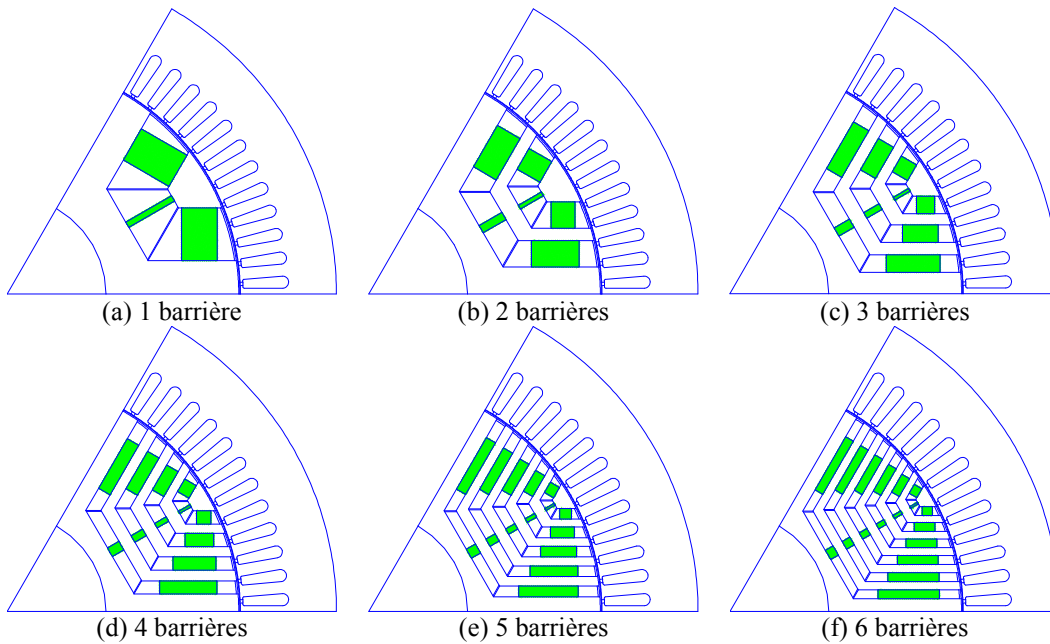 (a) 1 barrière
(b) 2 barrières
(c) 3 barrières
(d) 4 barrières
(e) 5 barrières
(f) 6 barrières